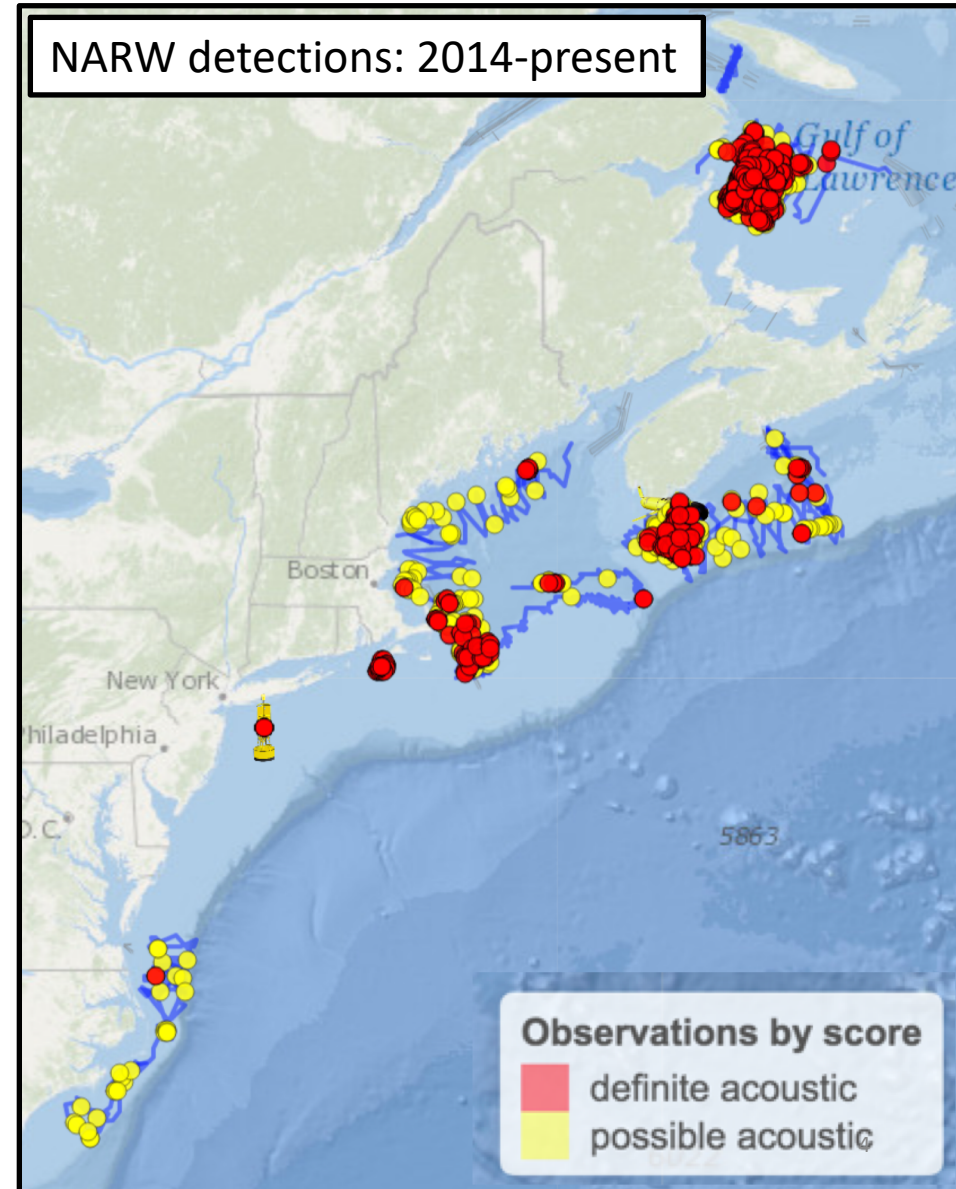 NARW detections: 2014-present
Gulf of
Lawrence
Boston
New York
hiladelphia
D.C.
5863
Observations by score
definite acoustic
possible acoustic
4